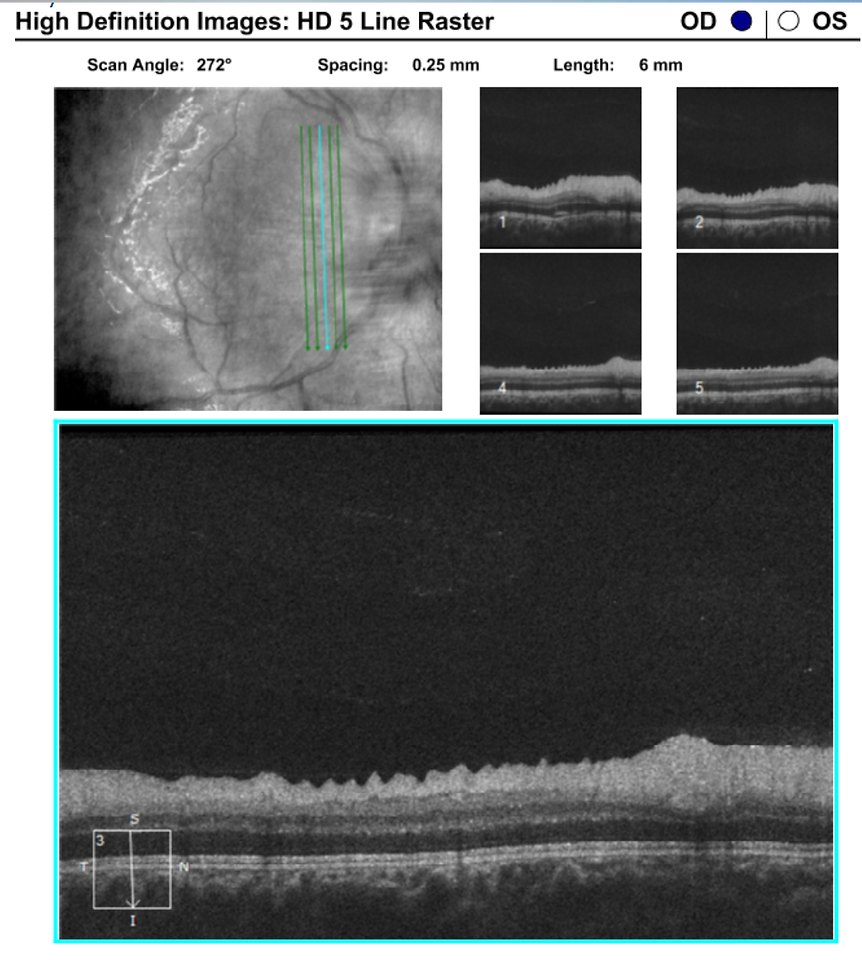 High Definition Images: HD 5 Line Raster OD OS
Scan Angle: 272° Spacing: 0.25 mm Length: 6 mm
1 2
4 5
S
3
T N
I